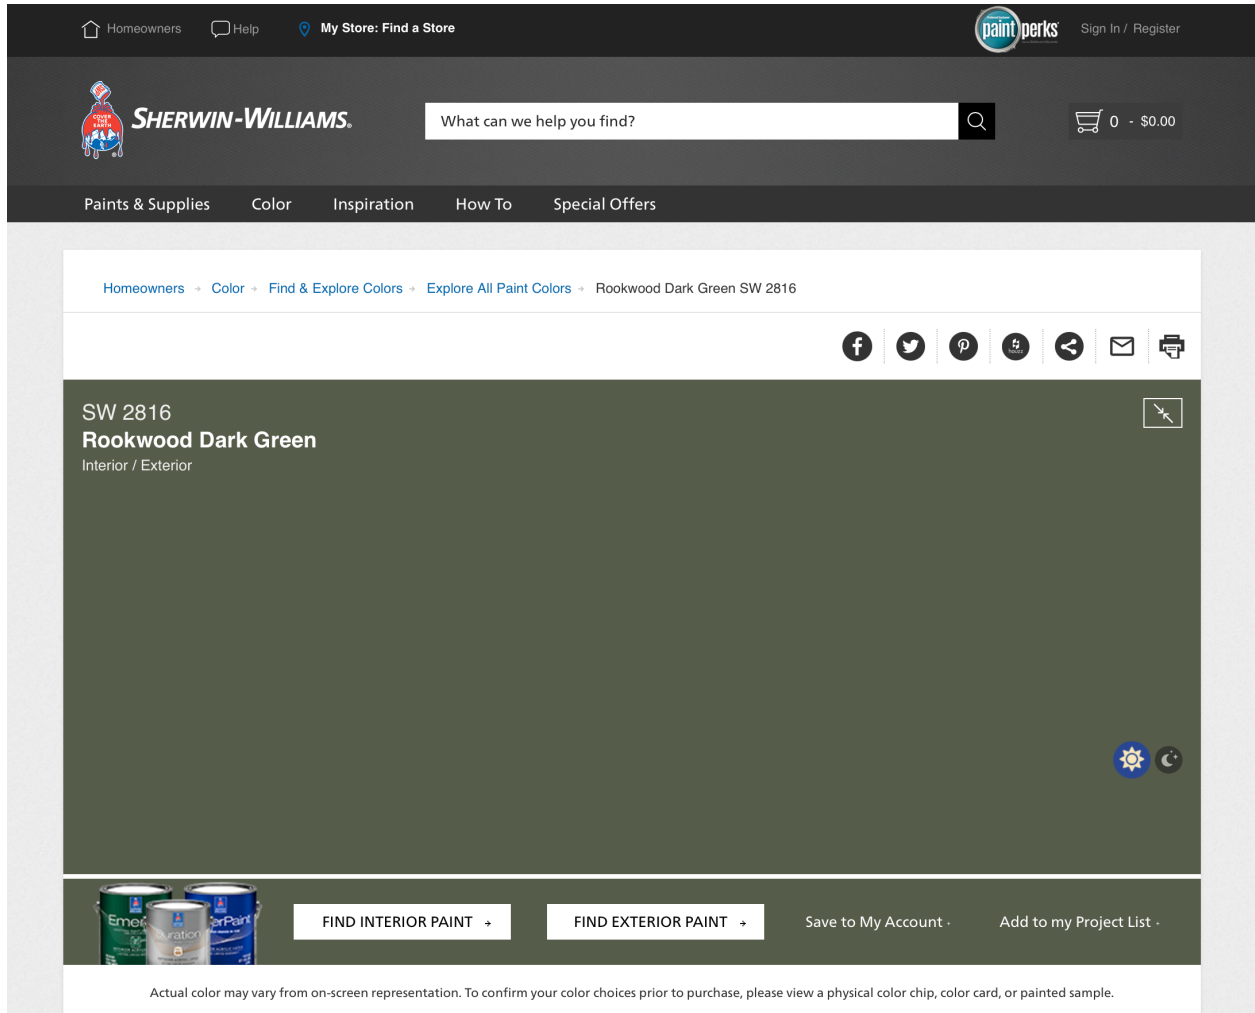 Homeowners
Help
My Store: Find a Store
paint perks
Sign In / Register
COVER THE EARTH
SHERWIN-WILLIAMS®
What can we help you find?
0 - $0.00
Paints & Supplies
Color
Inspiration
How To
Special Offers
Homeowners
Color
Find & Explore Colors
Explore All Paint Colors
Rookwood Dark Green SW 2816
houzz
SW 2816
Rookwood Dark Green
Interior / Exterior
FIND INTERIOR PAINT
FIND EXTERIOR PAINT
Save to My Account
Add to my Project List
Actual color may vary from on-screen representation. To confirm your color choices prior to purchase, please view a physical color chip, color card, or painted sample.